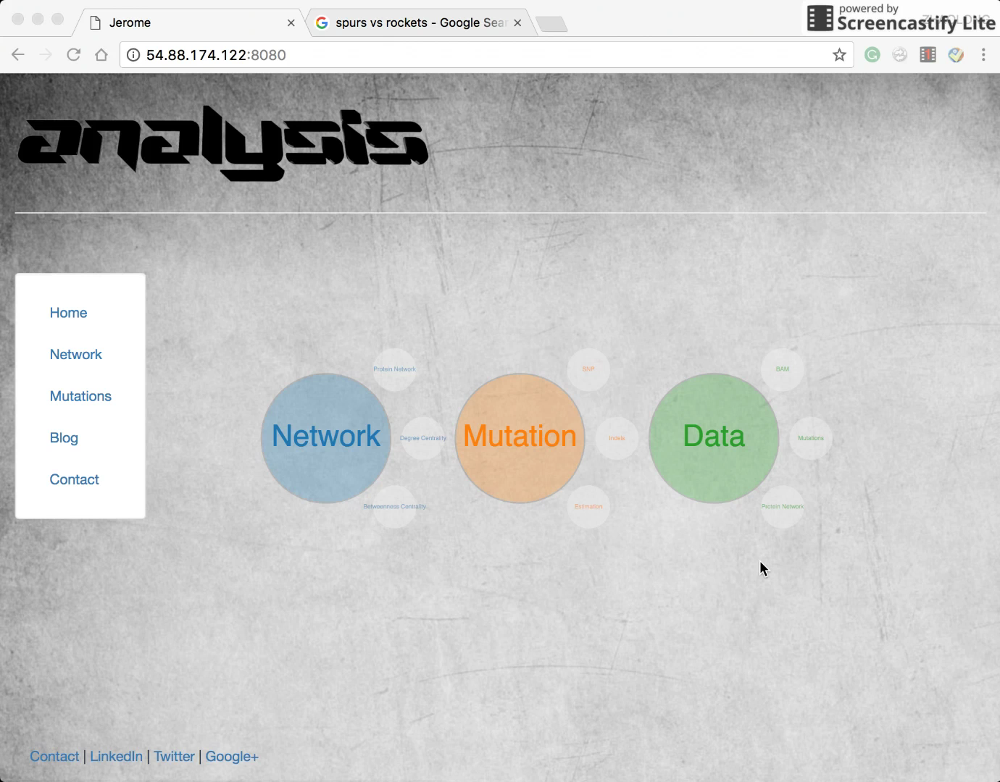 Jerome
spurs vs rockets - Google Sea
powered by
Screencastify Lite
54.88.174.122:8080
analysis
Home
Network
Mutations
Blog
Contact
Protein Network
Network
Degree Centrality
Betweenness Centrality
SNP
Mutation
Indels
Estimation
BAM
Data
Mutations
Protein Network
Contact | LinkedIn | Twitter | Google+